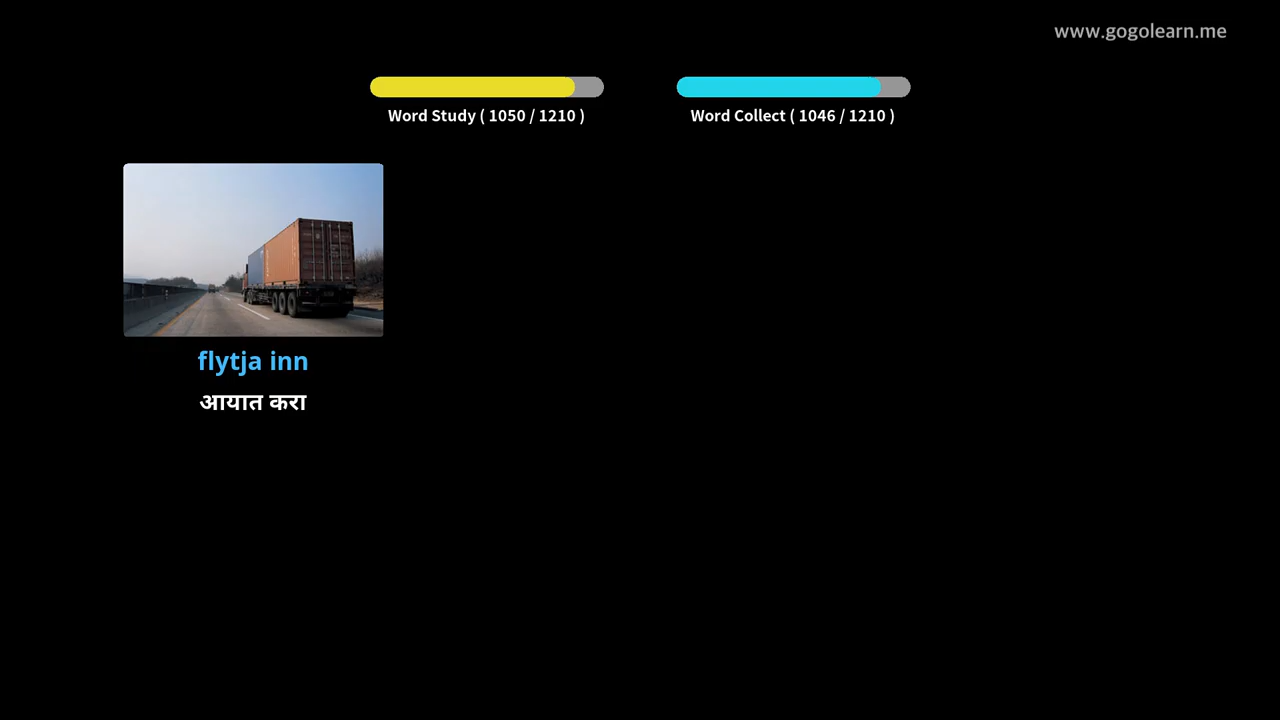 www.gogolearn.me
Word Study ( 1050 / 1210 )
Word Collect ( 1046 / 1210 )
flytja inn
आयात करा